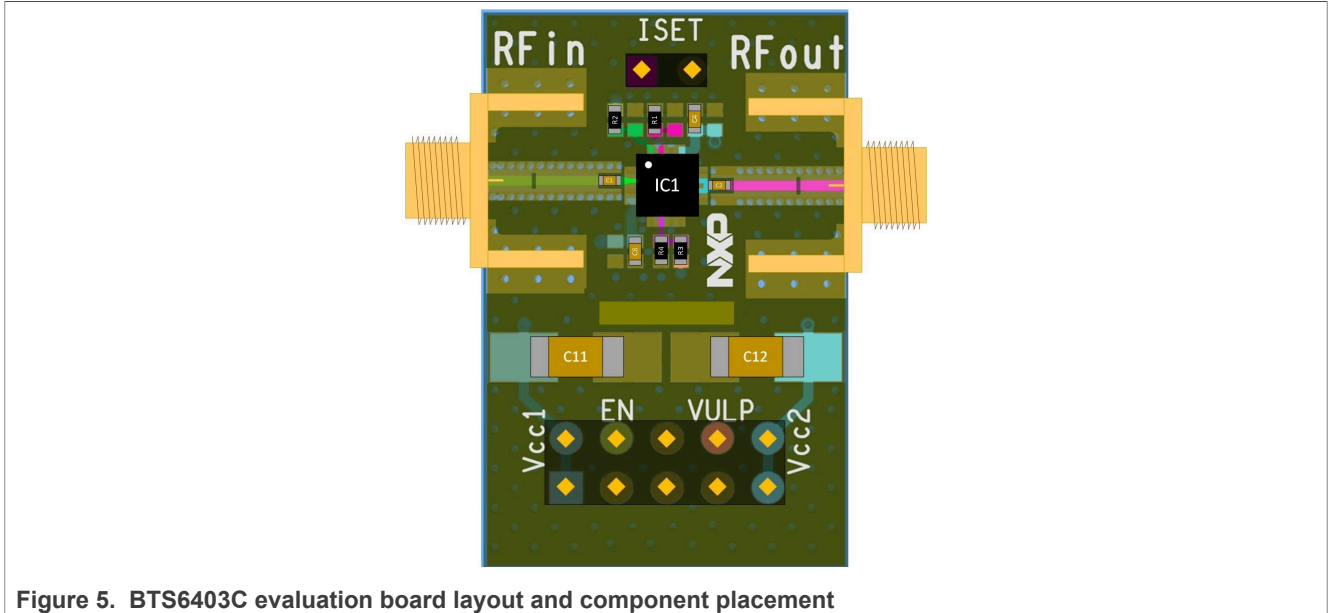 ISET
RFin RFout
R2 R1
C1 IC1 C2
R4 R3
NXP
C11 C12
EN VULP
Vcc1 Vcc2
Figure 5. BTS6403C evaluation board layout and component placement